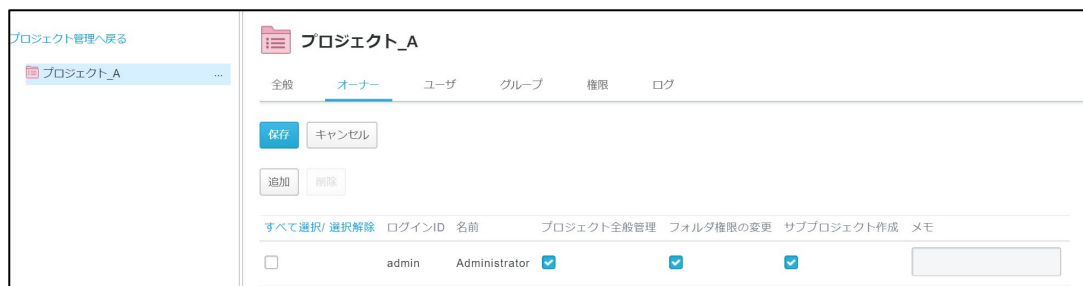 プロジェクト管理へ戻る
プロジェクト_A ...
プロジェクト_A
全般 オーナー ユーザ グループ 権限 ログ
保存 キャンセル
追加 削除
すべて選択/ 選択解除 ログインID 名前 プロジェクト全般管理 フォルダ権限の変更 サブプロジェクト作成 メモ
admin Administrator